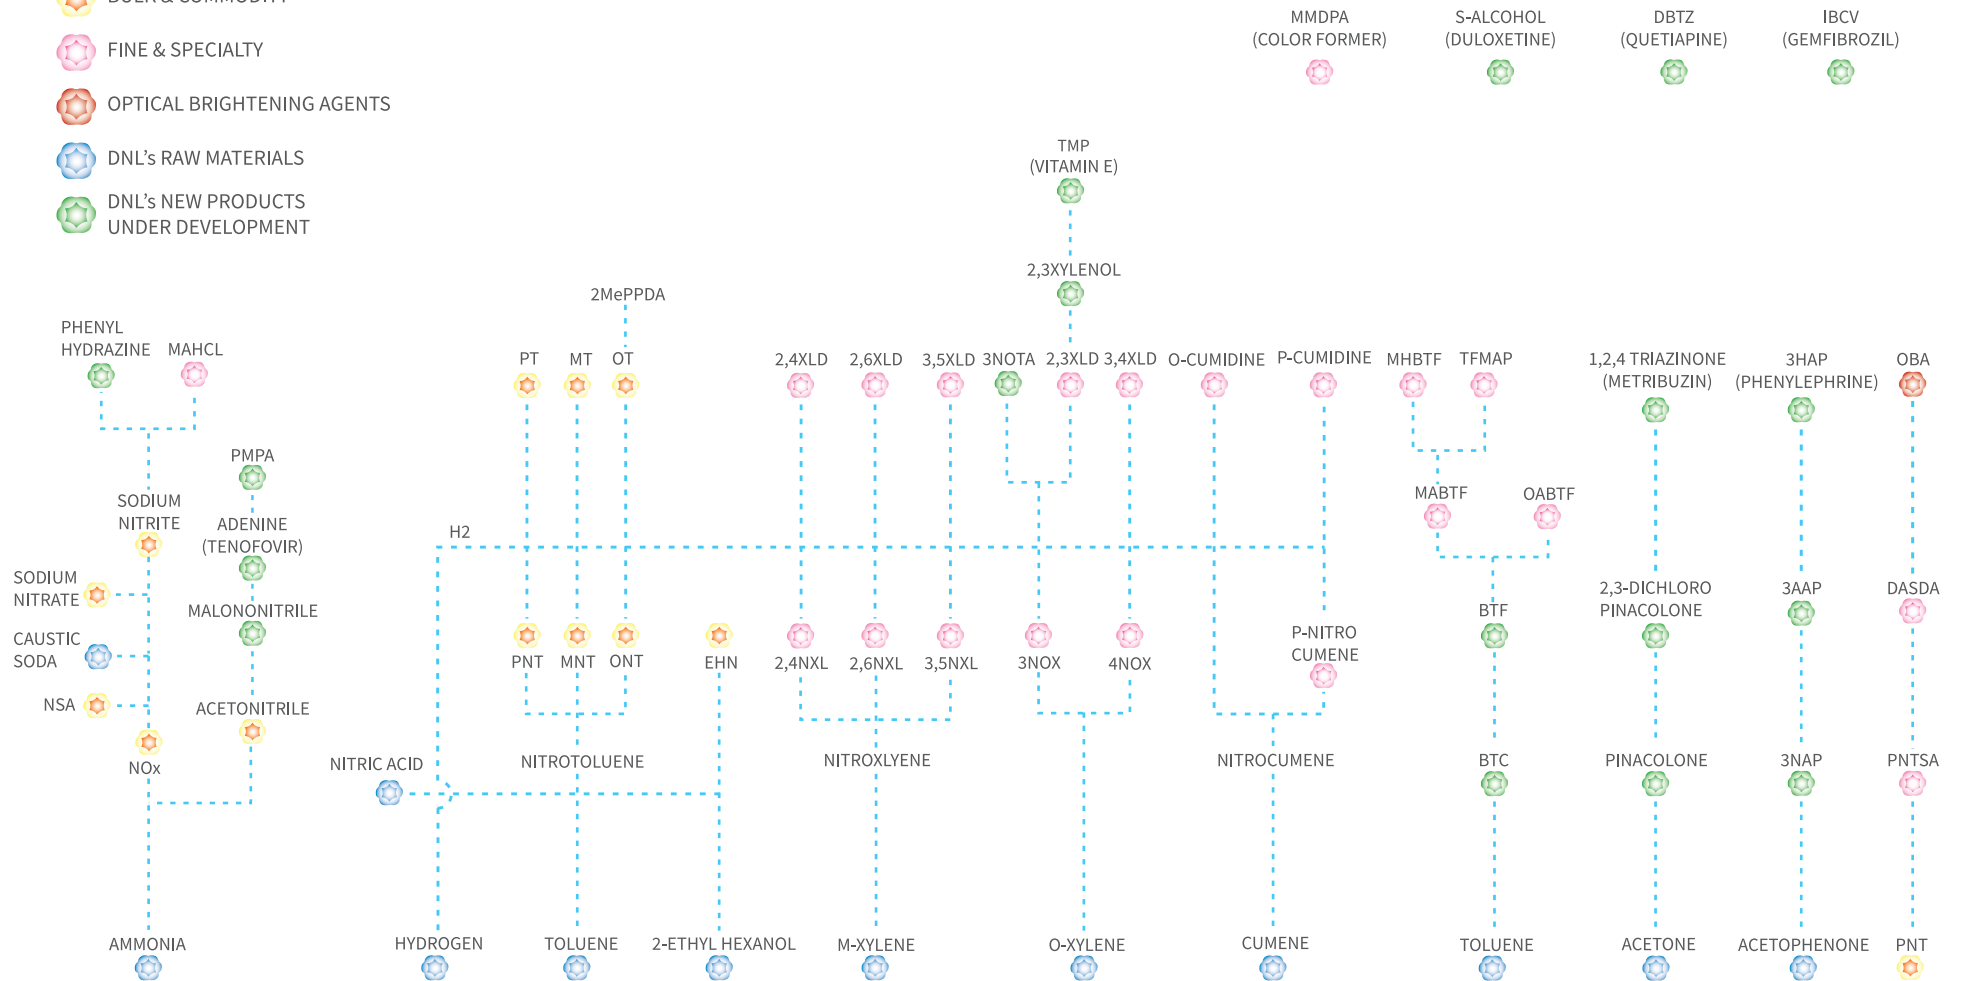 BULK & COMMODITY
FINE & SPECIALTY
OPTICAL BRIGHTENING AGENTS
DNL's RAW MATERIALS
DNL's NEW PRODUCTS
UNDER DEVELOPMENT
MMDPA
(COLOR FORMER)
S-ALCOHOL
(DULOXETINE)
DBTZ
(QUETIAPINE)
IBCV
(GEMFIBROZIL)
TMP
(VITAMIN E)
2,3XYLENOL
2MePPDA
PHENYL
HYDRAZINE
MAHCL
PT
MT
OT
2,4XLD
2,6XLD
3,5XLD
3NOTA
2,3XLD
3,4XLD
O-CUMIDINE
P-CUMIDINE
MHBTF
TFMAP
1,2,4 TRIAZINONE
(METRIBUZIN)
3HAP
(PHENYLEPHRINE)
OBA
PMPA
SODIUM
NITRITE
ADENINE
(TENOFOVIR)
H2
MABTF
OABTF
SODIUM
NITRATE
MALONONITRILE
CAUSTIC
SODA
NSA
ACETONITRILE
NOx
PNT
MNT
ONT
EHN
2,4NXL
2,6NXL
3,5NXL
3NOX
4NOX
P-NITRO
CUMENE
BTF
2,3-DICHLORO
PINACOLONE
3AAP
DASDA
NITRIC ACID
NITROTOLUENE
NITROXLYENE
NITROCUMENE
BTC
PINACOLONE
3NAP
PNTSA
AMMONIA
HYDROGEN
TOLUENE
2-ETHYL HEXANOL
M-XYLENE
O-XYLENE
CUMENE
TOLUENE
ACETONE
ACETOPHENONE
PNT